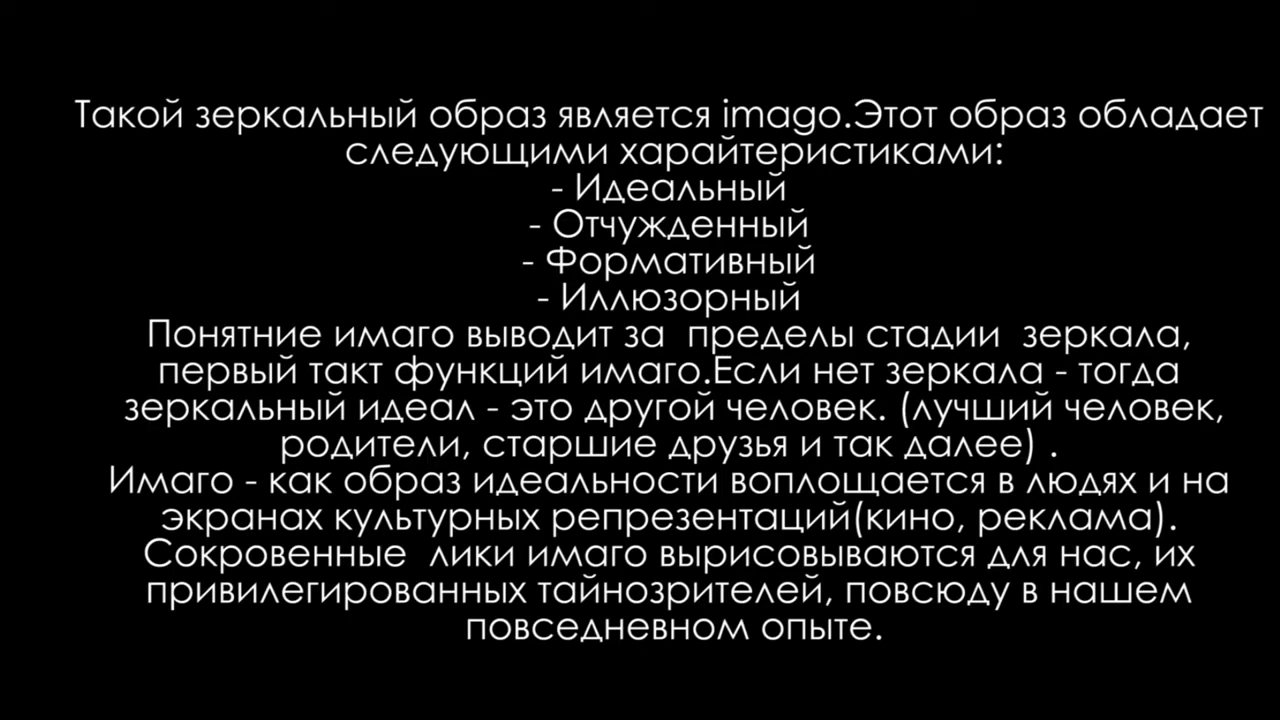 Такой зеркальный образ является imago.Этот образ обладает
следующими харайтеристиками:
- Идеальный
- Отчужденный
- Формативный
- Иллюзорный
Понятние имаго выводит за  пределы стадии  зеркала,
первый такт функций имаго.Если нет зеркала - тогда
зеркальный идеал - это другой человек. (лучший человек,
родители, старшие друзья и так далее) .
Имаго - как образ идеальности воплощается в людях и на
экранах культурных репрезентаций(кино, реклама).
Сокровенные  лики имаго вырисовываются для нас, их
привилегированных тайнозрителей, повсюду в нашем
повседневном опыте.